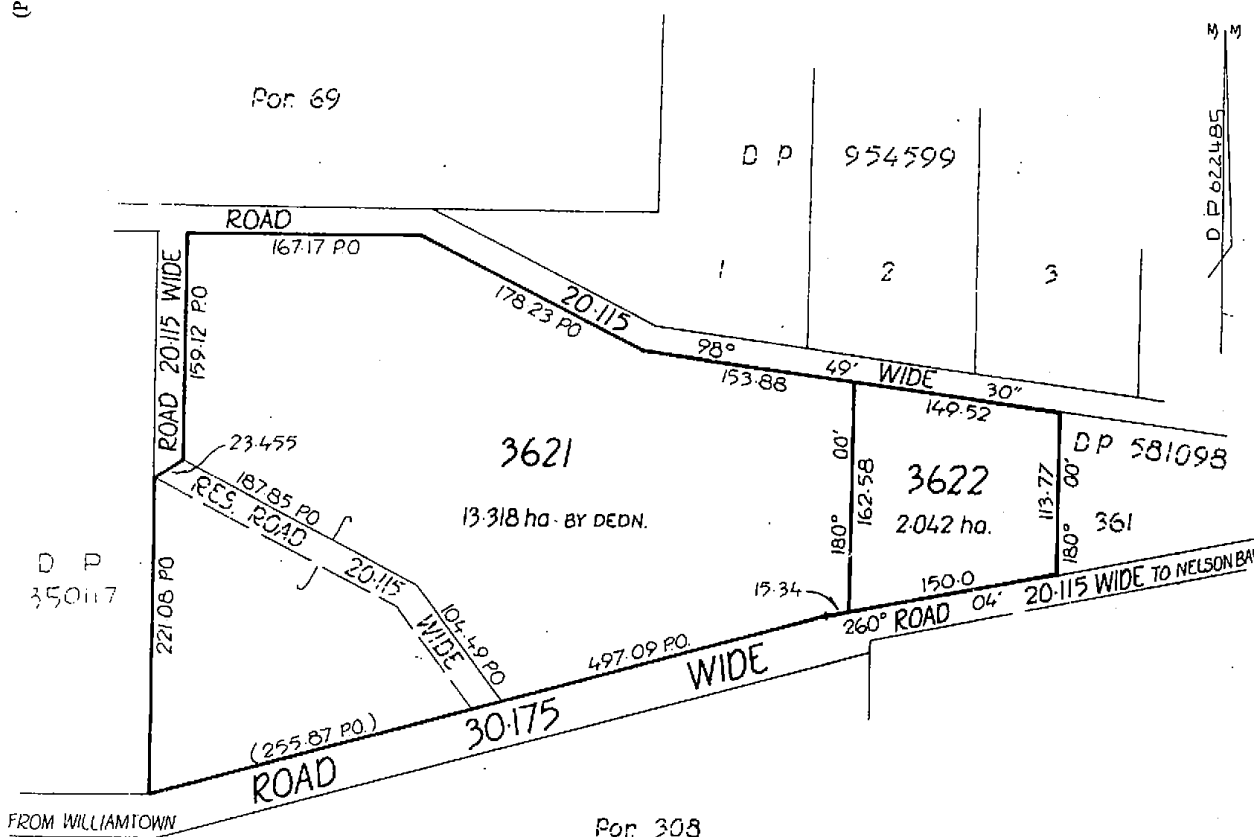 (P
M M
Por. 69
D P 954599
D P 622485
ROAD
167.17 P.O
1
2
3
178.23 PO
20.115
ROAD 20.115 WIDE
159.12 P.O
98° 49' 30"
WIDE
153.88
149.52
23.455
3621
13.318 ha. BY DEDN.
180° 00'
162.58
3622
2.042 ha.
113.77
180° 00'
D P 581098
361
187.85 PO
RES. ROAD 20.115 WIDE
D P
350117
221.08 PO
104.49 PO
15.34
150.0
260° 04'
ROAD 20.115 WIDE TO NELSON BAY
497.09 P.O.
(255.87 P.O.)
ROAD 30.175 WIDE
FROM WILLIAMTOWN
Por. 308